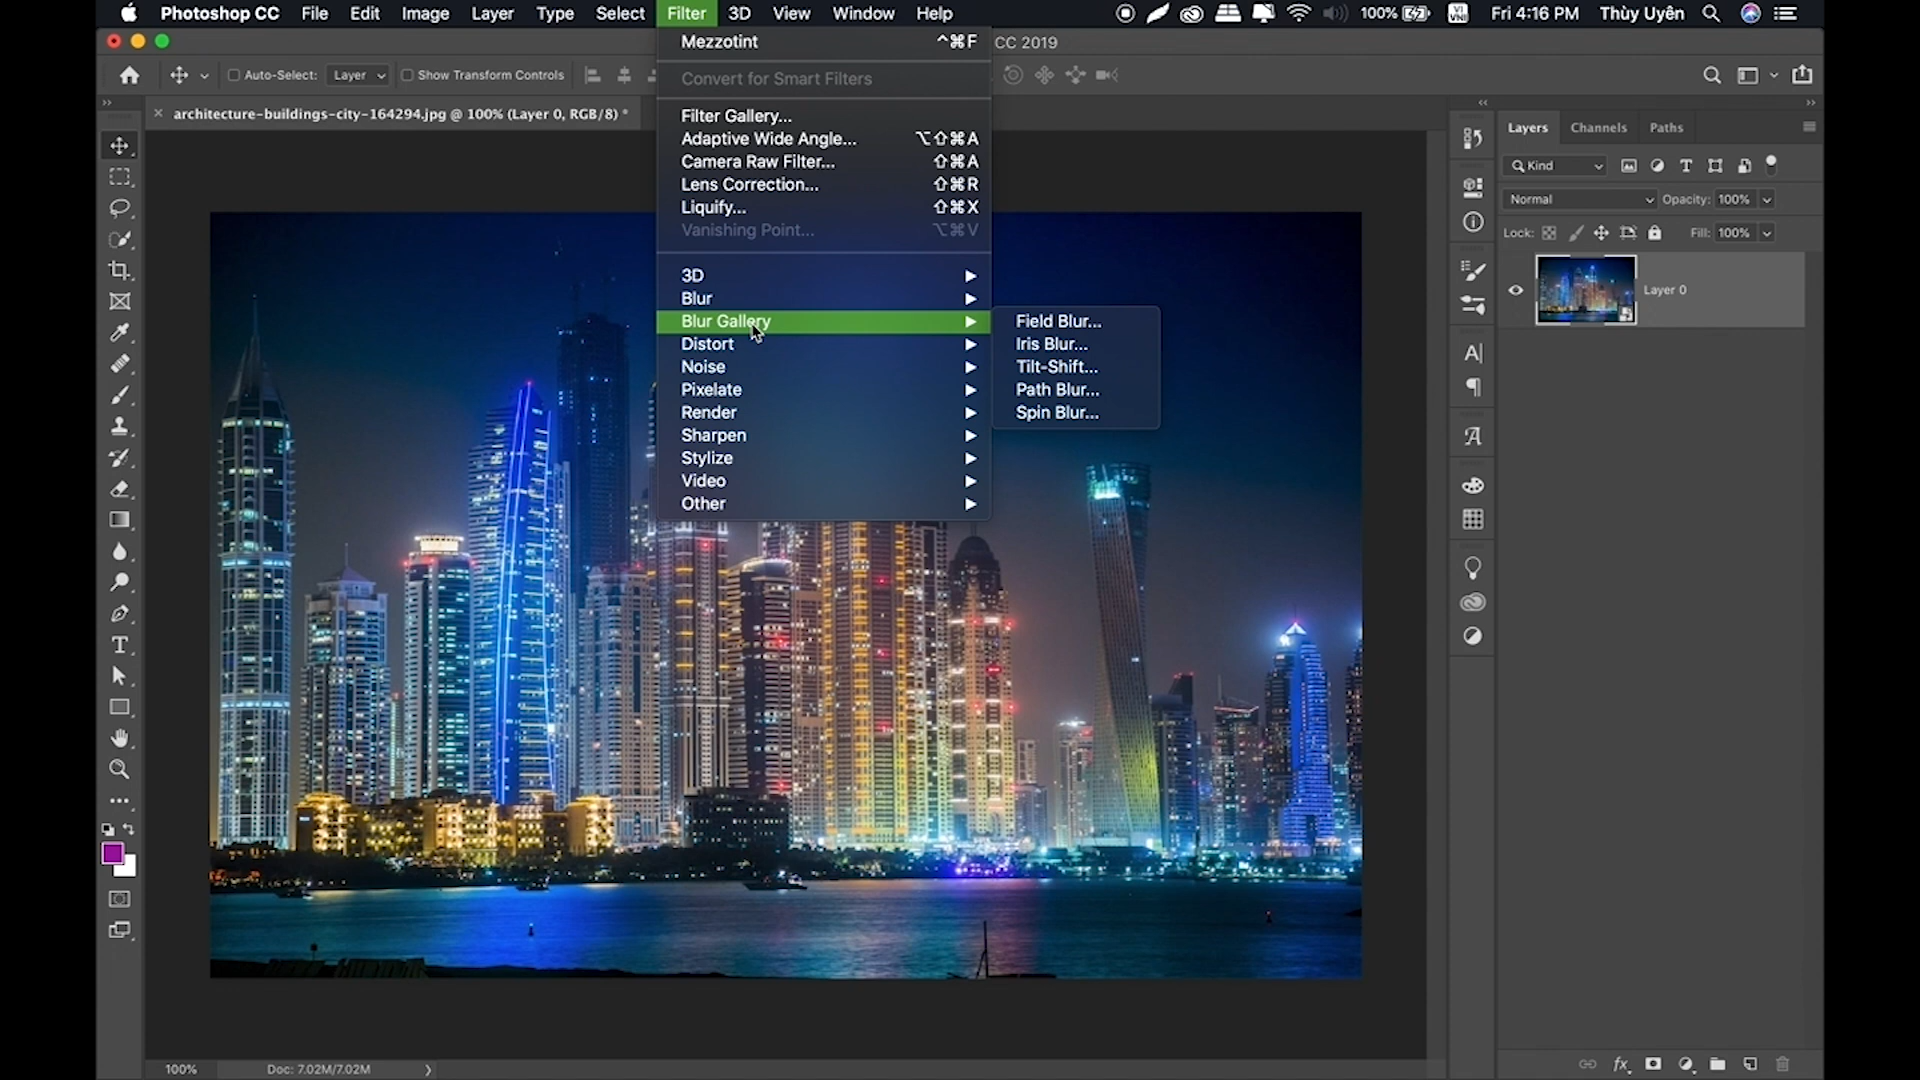 Photoshop CC File Edit Image Layer Type Select Filter 3D View Window Help 100% VI VNI Fri 4:16 PM Thùy Uyên
Mezzotint ^⌘F
CC 2019
Auto-Select: Layer Show Transform Controls
Convert for Smart Filters
architecture-buildings-city-164294.jpg @ 100% (Layer 0, RGB/8) *
Filter Gallery...
Adaptive Wide Angle... ⌥⇧⌘A
Camera Raw Filter... ⇧⌘A
Lens Correction... ⇧⌘R
Liquify... ⇧⌘X
Vanishing Point... ⌥⌘V
3D
Blur
Blur Gallery
Distort
Noise
Pixelate
Render
Sharpen
Stylize
Video
Other
Field Blur...
Iris Blur...
Tilt-Shift...
Path Blur...
Spin Blur...
Layers Channels Paths
Kind
Normal Opacity: 100%
Lock: Fill: 100%
Layer 0
100% Doc: 7.02M/7.02M